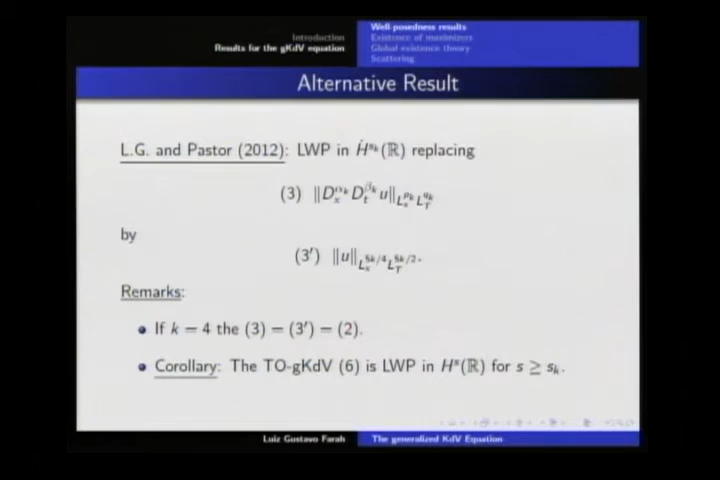 Introduction
Results for the gKdV equation
Well-posedness results
Existence of maximizers
Global existence theory
Scattering
Alternative Result
L.G. and Pastor (2012): LWP in Ḣ^{s_k}(ℝ) replacing
(3) ‖D_x^{α_k} D_t^{β_k} u‖_{L_x^{p_k} L_T^{q_k}}
by
(3′) ‖u‖_{L_x^{5k/4} L_T^{5k/2}}.
Remarks:
If k = 4 the (3) = (3′) = (2).
Corollary: The TO-gKdV (6) is LWP in H^s(ℝ) for s ≥ s_k.
Luiz Gustavo Farah
The generalized KdV Equation